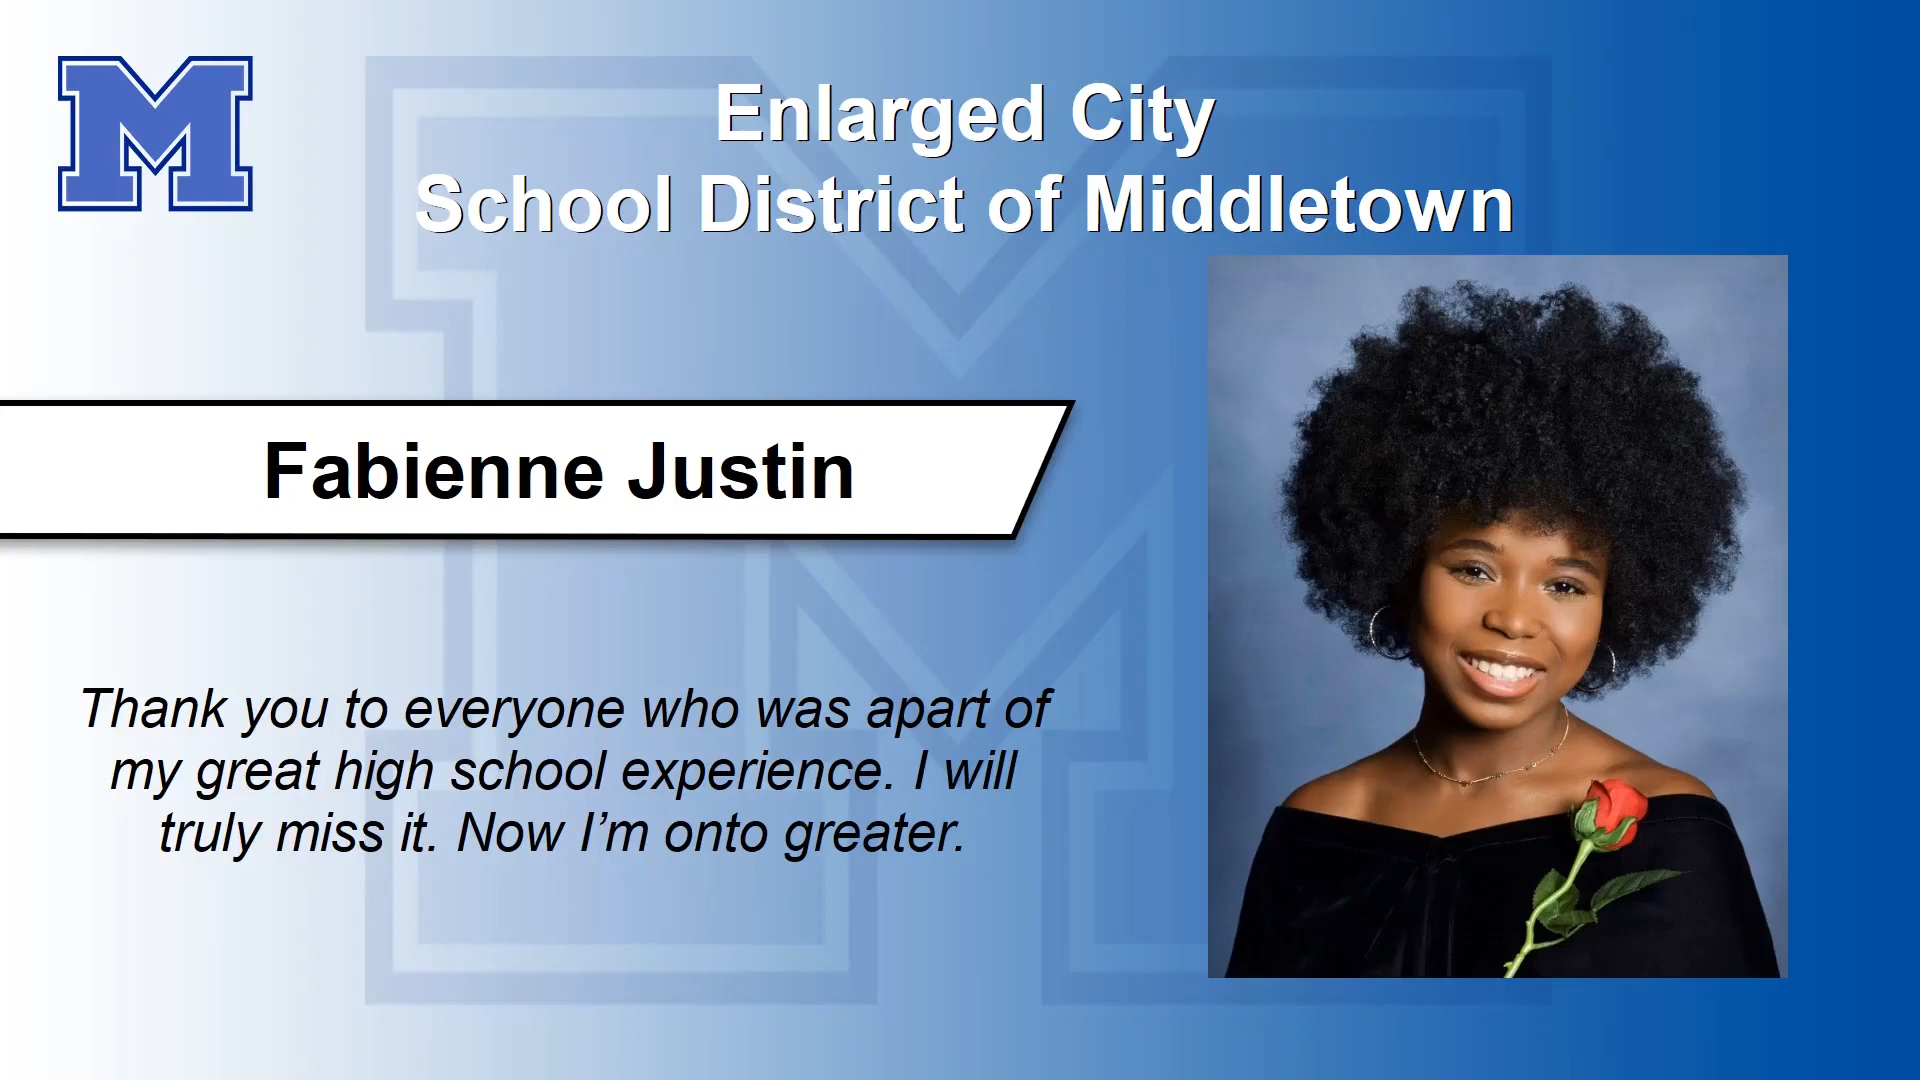 M
Enlarged City
School District of Middletown
Fabienne Justin
Thank you to everyone who was apart of
my great high school experience. I will
truly miss it. Now I’m onto greater.